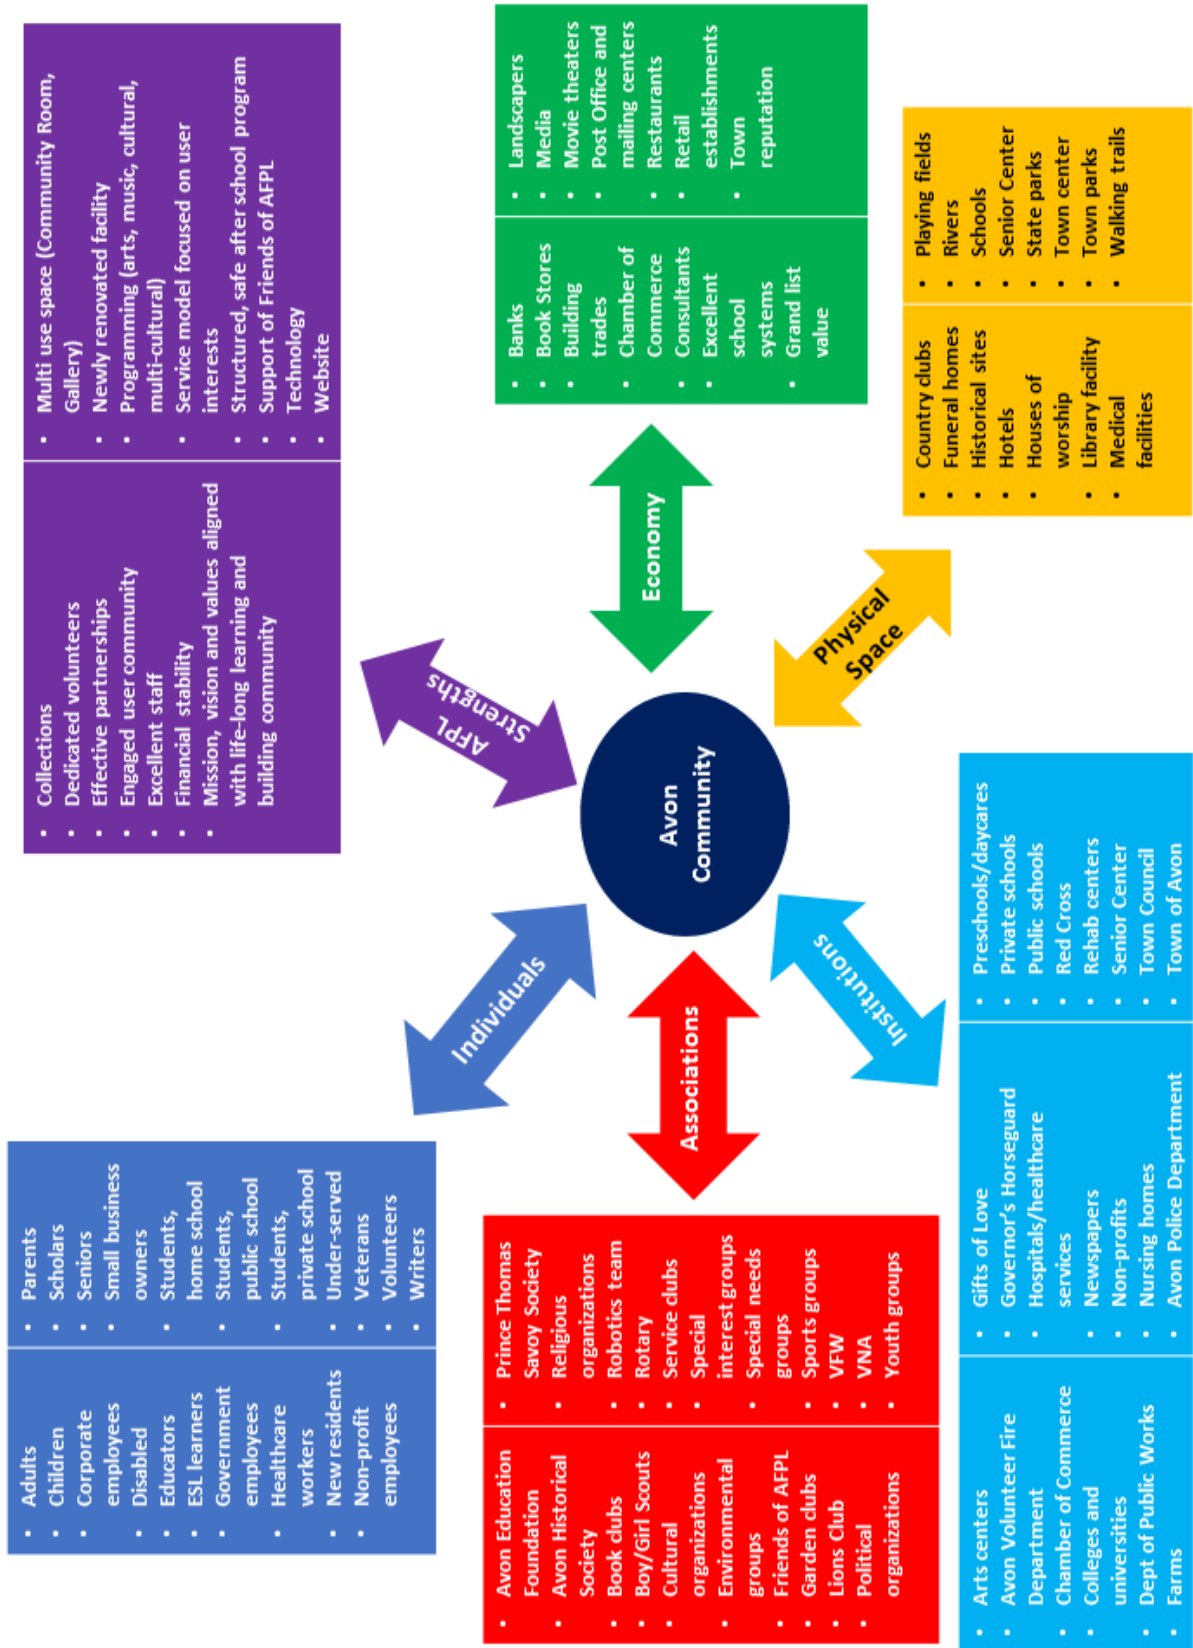 Adults
Children
Corporate
employees
Disabled
Educators
ESL learners
Government
employees
Healthcare
workers
New residents
Non-profit
employees
Parents
Scholars
Seniors
Small business
owners
Students,
home school
Students,
public school
Students,
private school
Under-served
Veterans
Volunteers
Writers
Individuals
Collections
Dedicated volunteers
Effective partnerships
Engaged user community
Excellent staff
Financial stability
Mission, vision and values aligned
with life-long learning and
building community
Multi use space (Community Room,
Gallery)
Newly renovated facility
Programming (arts, music, cultural,
multi-cultural)
Service model focused on user
interests
Structured, safe after school program
Support of Friends of AFPL
Technology
Website
AFPL
Strengths
Avon Education
Foundation
Avon Historical
Society
Book clubs
Boy/Girl Scouts
Cultural
organizations
Environmental
groups
Friends of AFPL
Garden clubs
Lions Club
Political
organizations
Prince Thomas
Savoy Society
Religious
organizations
Robotics team
Rotary
Service clubs
Special
interest groups
Special needs
groups
Sports groups
VFW
VNA
Youth groups
Associations
Avon
Community
Economy
Banks
Book Stores
Building
trades
Chamber of
Commerce
Consultants
Excellent
school
systems
Grand list
value
Landscapers
Media
Movie theaters
Post Office and
mailing centers
Restaurants
Retail
establishments
Town
reputation
Institutions
Arts centers
Avon Volunteer Fire
Department
Chamber of Commerce
Colleges and
universities
Dept of Public Works
Farms
Gifts of Love
Governor's Horseguard
Hospitals/healthcare
services
Newspapers
Non-profits
Nursing homes
Avon Police Department
Preschools/daycares
Private schools
Public schools
Red Cross
Rehab centers
Senior Center
Town Council
Town of Avon
Physical
Space
Country clubs
Funeral homes
Historical sites
Hotels
Houses of
worship
Library facility
Medical
facilities
Playing fields
Rivers
Schools
Senior Center
State parks
Town center
Town parks
Walking trails